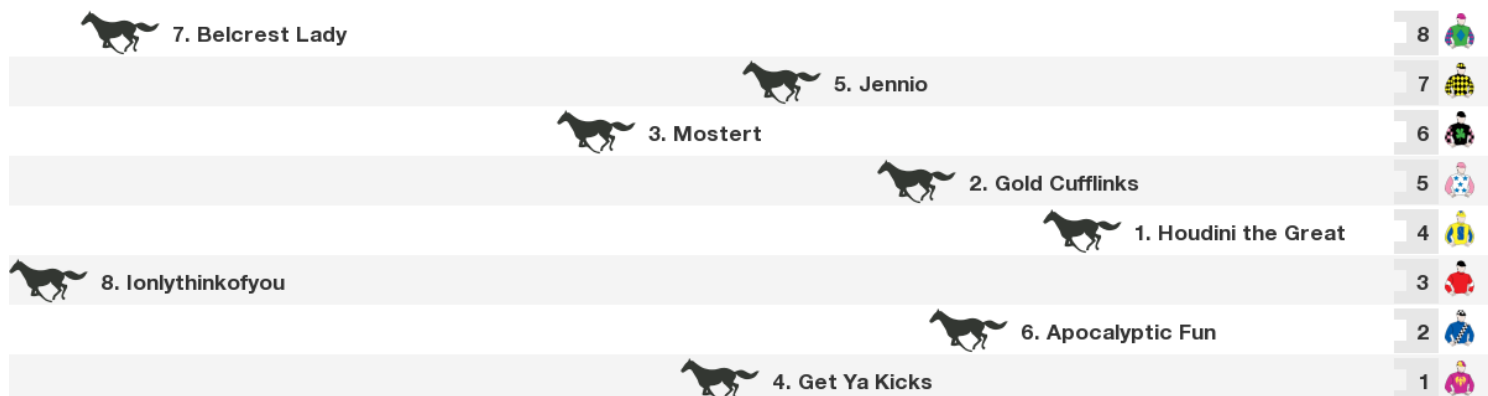 7. Belcrest Lady 8
5. Jennio 7
3. Mostert 6
2. Gold Cufflinks 5
1. Houdini the Great 4
8. Ionlythinkofyou 3
6. Apocalyptic Fun 2
4. Get Ya Kicks 1